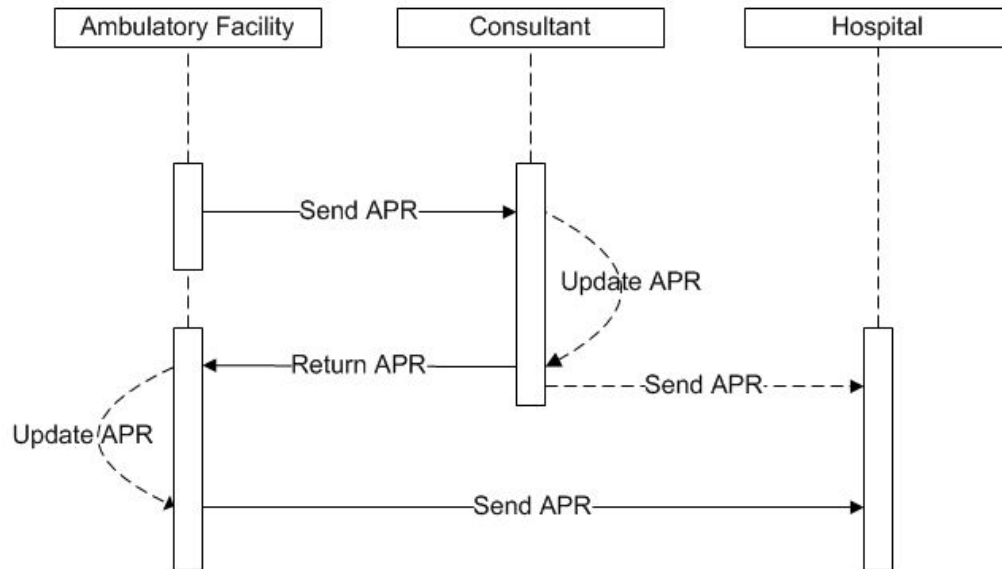 Ambulatory Facility
Consultant
Hospital
Send APR
Update APR
Return APR
Send APR
Update APR
Send APR